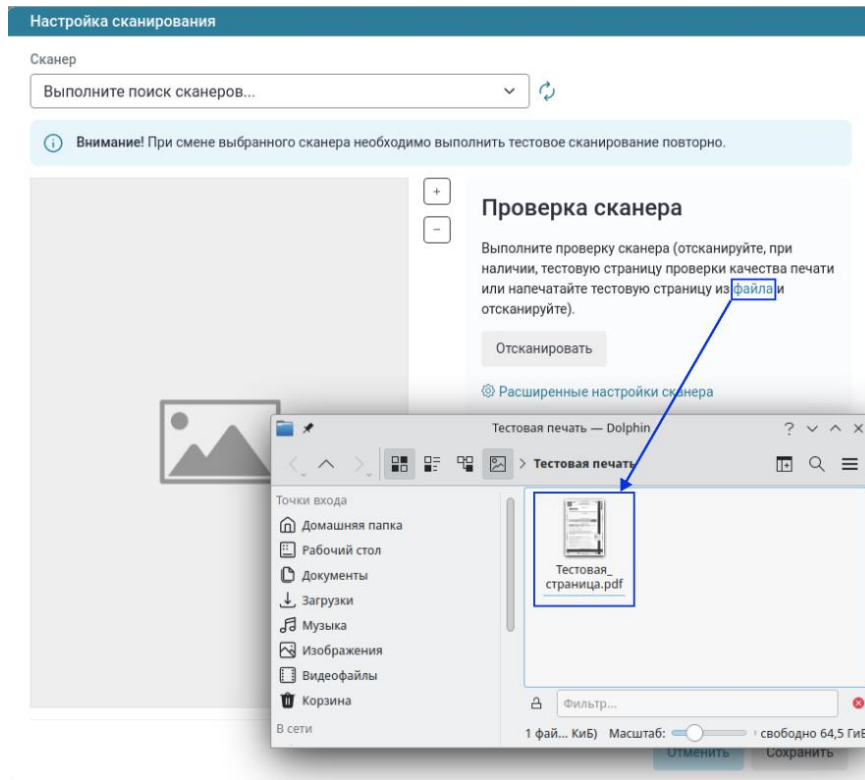 Настройка сканирования
Сканер
Выполните поиск сканеров...
Внимание! При смене выбранного сканера необходимо выполнить тестовое сканирование повторно.
+
−
Проверка сканера
Выполните проверку сканера (отсканируйте, при
наличии, тестовую страницу проверки качества печати
или напечатайте тестовую страницу из файла и
отсканируйте).
Отсканировать
Расширенные настройки сканера
Тестовая печать — Dolphin
Тестовая печать
Точки входа
Домашняя папка
Рабочий стол
Документы
Загрузки
Музыка
Изображения
Видеофайлы
Корзина
В сети
Тестовая_
страница.pdf
Фильтр...
1 фай... КиБ) Масштаб: свободно 64,5 ГиБ
Отменить Сохранить